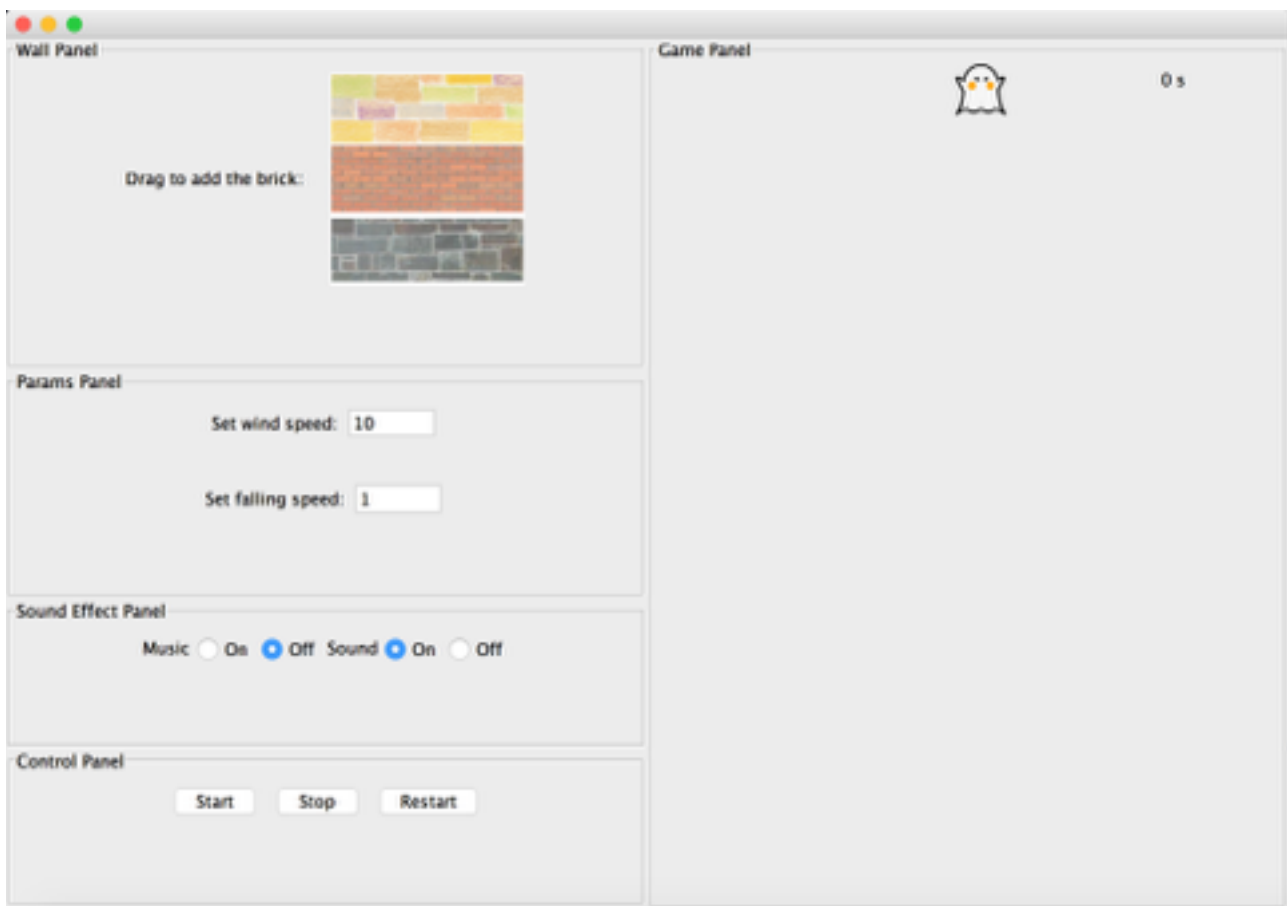 Wall Panel
Drag to add the brick:
Params Panel
Set wind speed: 10
Set falling speed: 1
Sound Effect Panel
Music On Off Sound On Off
Control Panel
Start Stop Restart
Game Panel
0 s